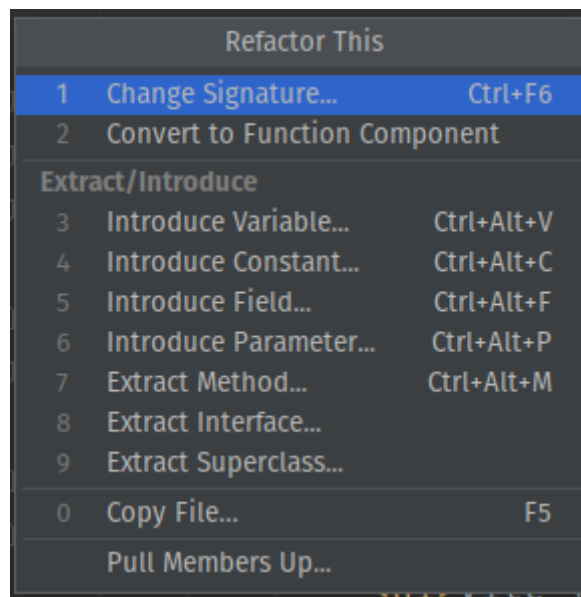 Refactor This
1 Change Signature... Ctrl+F6
2 Convert to Function Component
Extract/Introduce
3 Introduce Variable... Ctrl+Alt+V
4 Introduce Constant... Ctrl+Alt+C
5 Introduce Field... Ctrl+Alt+F
6 Introduce Parameter... Ctrl+Alt+P
7 Extract Method... Ctrl+Alt+M
8 Extract Interface...
9 Extract Superclass...
0 Copy File... F5
Pull Members Up...